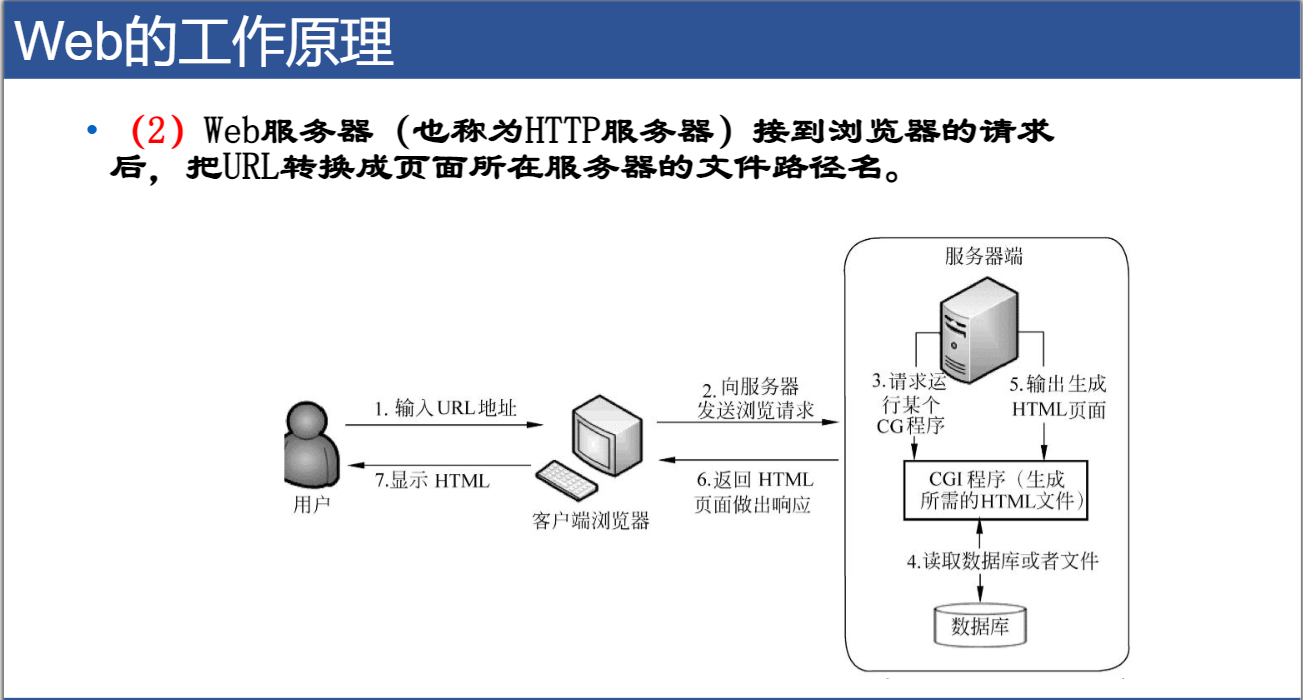 Web的工作原理
• (2) Web服务器（也称为HTTP服务器）接到浏览器的请求
后，把URL转换成页面所在服务器的文件路径名。
服务器端
1. 输入URL地址
7.显示 HTML
用户
客户端浏览器
2. 向服务器
发送浏览请求
6.返回 HTML
页面做出响应
3.请求运
行某个
CG程序
5. 输出生成
HTML页面
CGI 程序（生成
所需的HTML文件）
4.读取数据库或者文件
数据库